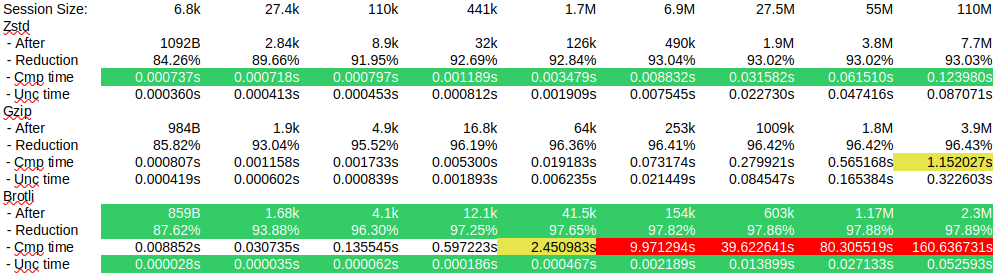 Session Size: 6.8k 27.4k 110k 441k 1.7M 6.9M 27.5M 55M 110M
Zstd
- After 1092B 2.84k 8.9k 32k 126k 490k 1.9M 3.8M 7.7M
- Reduction 84.26% 89.66% 91.95% 92.69% 92.84% 93.04% 93.02% 93.02% 93.03%
- Cmp time 0.000737s 0.000718s 0.000797s 0.001189s 0.003479s 0.008832s 0.031582s 0.061510s 0.123980s
- Unc time 0.000360s 0.000413s 0.000453s 0.000812s 0.001909s 0.007545s 0.022730s 0.047416s 0.087071s
Gzip
- After 984B 1.9k 4.9k 16.8k 64k 253k 1009k 1.8M 3.9M
- Reduction 85.82% 93.04% 95.52% 96.19% 96.36% 96.41% 96.42% 96.42% 96.43%
- Cmp time 0.000807s 0.001158s 0.001733s 0.005300s 0.019183s 0.073174s 0.279921s 0.565168s 1.152027s
- Unc time 0.000419s 0.000602s 0.000839s 0.001893s 0.006235s 0.021449s 0.084547s 0.165384s 0.322603s
Brotli
- After 859B 1.68k 4.1k 12.1k 41.5k 154k 603k 1.17M 2.3M
- Reduction 87.62% 93.88% 96.30% 97.25% 97.65% 97.82% 97.86% 97.88% 97.89%
- Cmp time 0.008852s 0.030735s 0.135545s 0.597223s 2.450983s 9.971294s 39.622641s 80.305519s 160.636731s
- Unc time 0.000028s 0.000035s 0.000062s 0.000186s 0.000467s 0.002189s 0.013899s 0.027133s 0.052593s